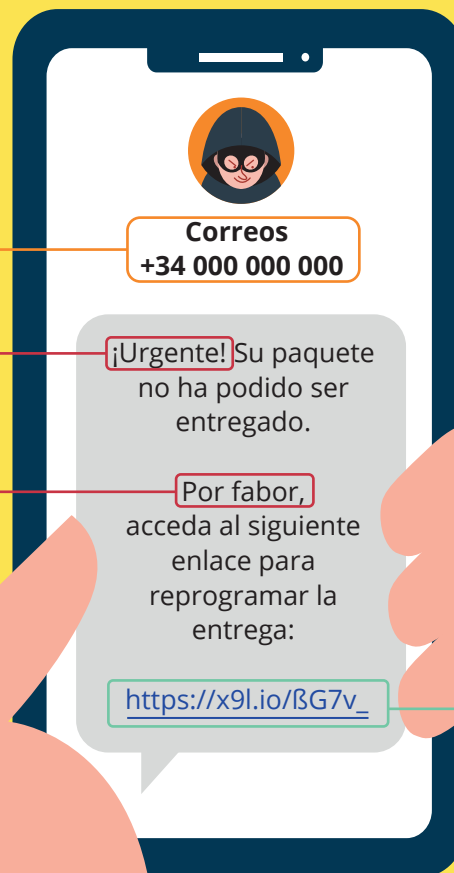 Correos
+34 000 000 000
¡Urgente! Su paquete
no ha podido ser
entregado.
Por fabor,
acceda al siguiente
enlace para
reprogramar la
entrega:
https://x9l.io/ßG7v_